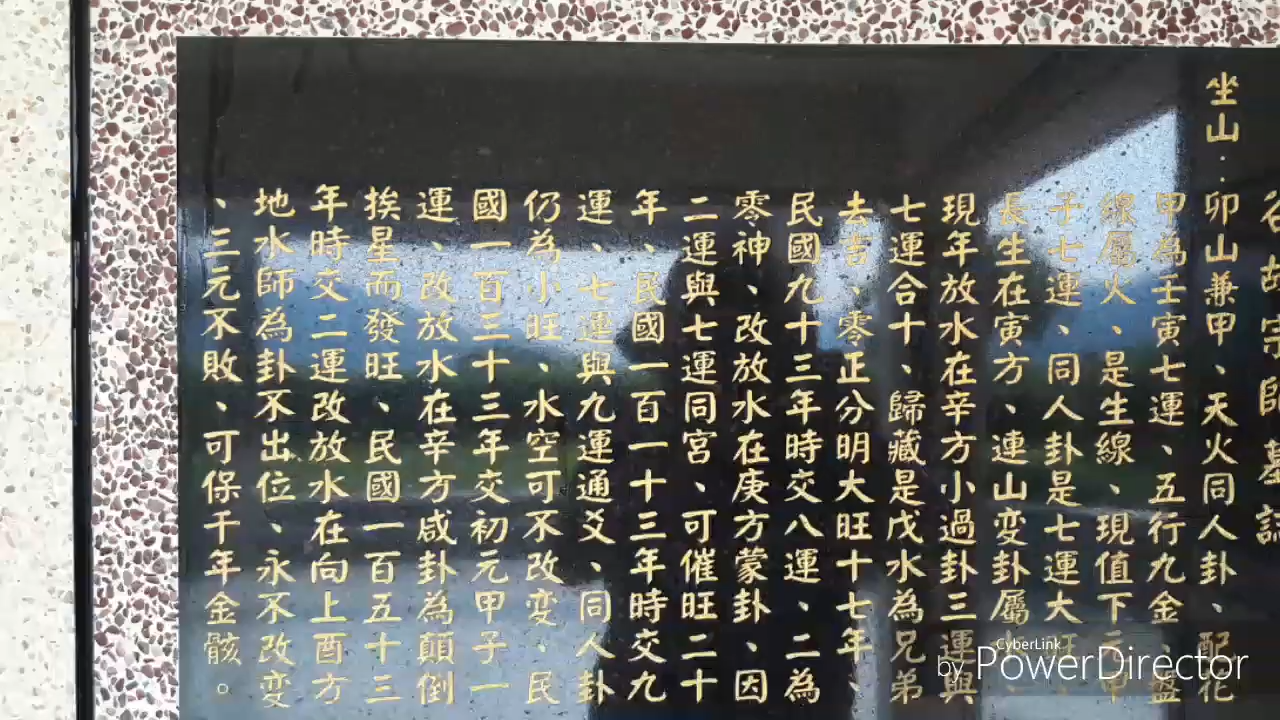 宗師墓誌
坐山：卯山兼甲、天火同人卦、配花
甲為壬寅七運、五行九金、盤
線屬火、是生線、現值下元甲
子七運、同人卦是七運大旺、
長生在寅方、連山变卦屬
現年放水在辛方小過卦三運與
七運合十、歸藏是戊水為兄弟
去吉、零正分明大旺十七年、
民國九十三年時交八運、二為
零神、改放水在庚方蒙卦、因
二運與七運同宮、可催旺二十
年、民國一百一十三年時交九
運、七運與九運通爻、同人卦
仍為小旺、水空可不改变、民
國一百三十三年交初元甲子一
運、改放水在辛方咸卦為顛倒
挨星而發旺、民國一百五十三
年時交二運改放水在向上酉方
地水師為卦不出位、永不改变
、三元不敗、可保千年金骸。
CyberLink
by PowerDirector